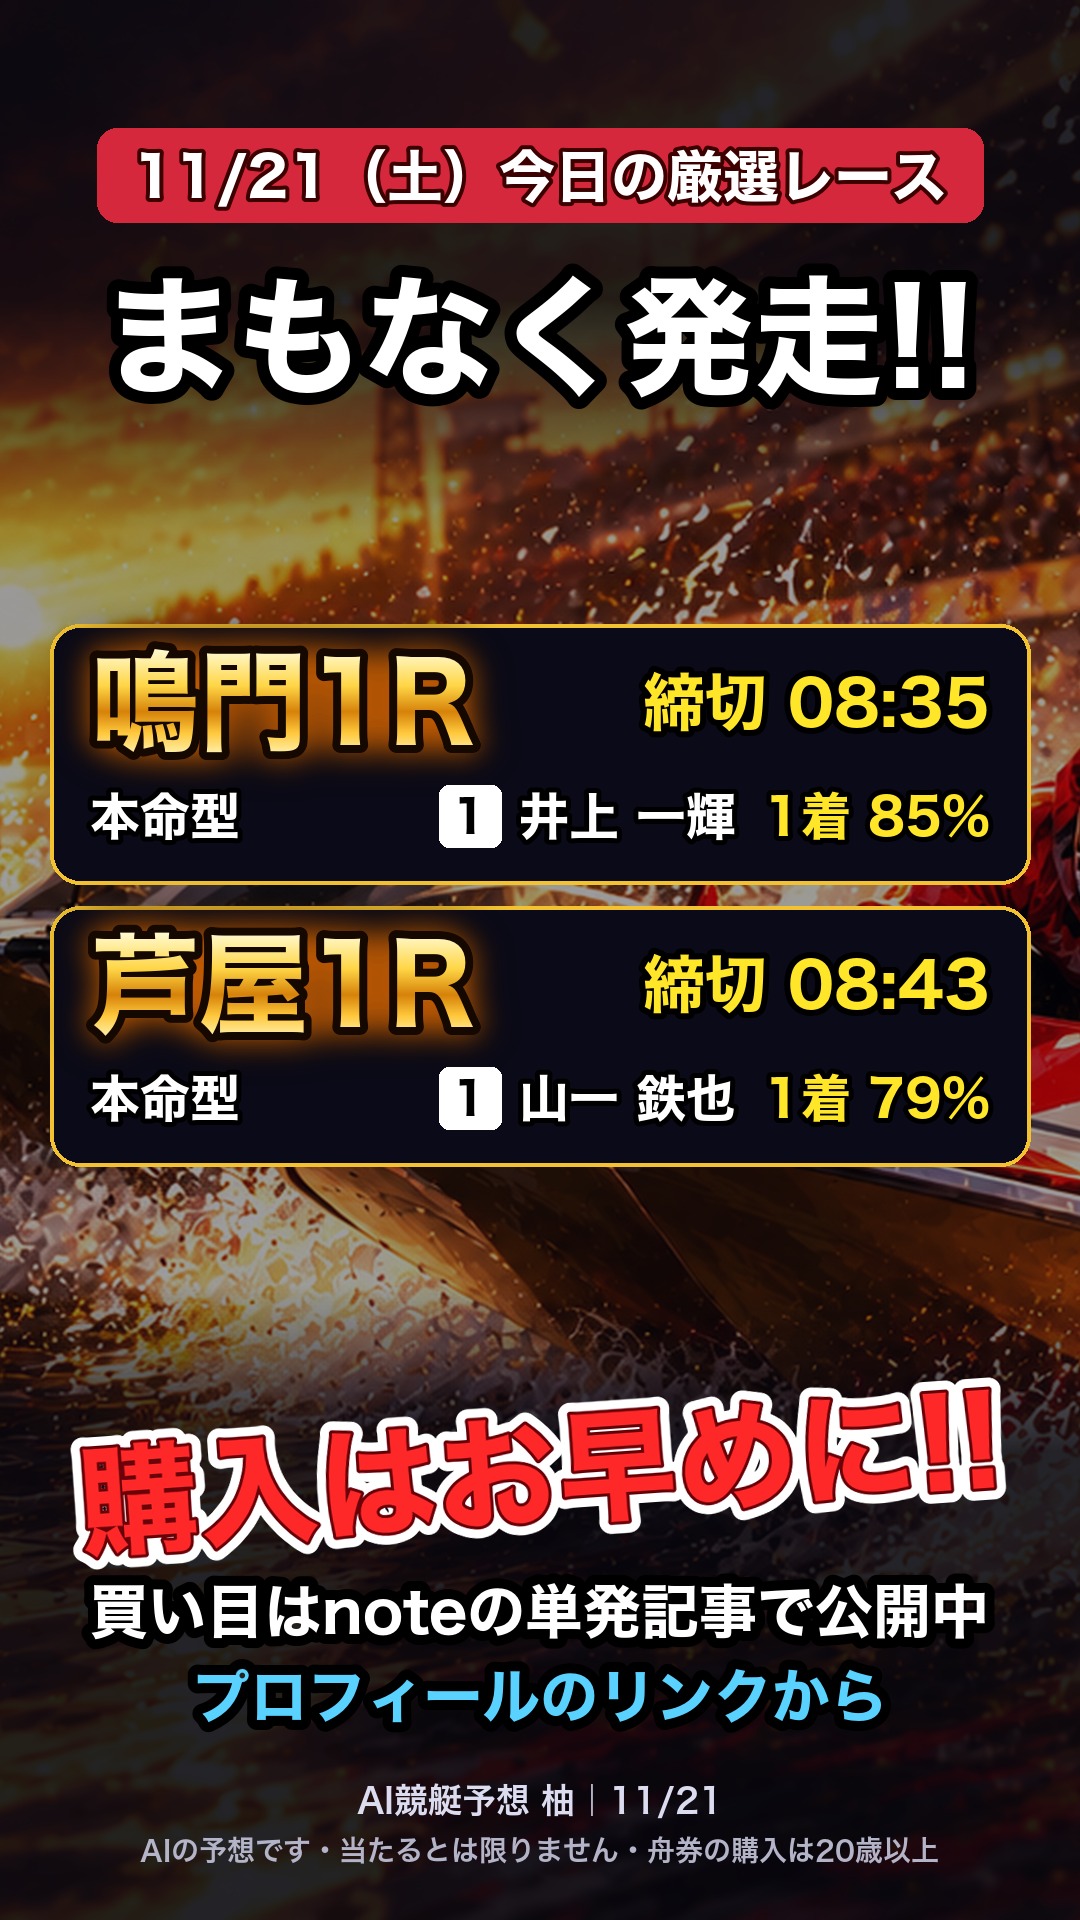 11/21（土）今日の厳選レース
まもなく発走!!
鳴門1R 締切 08:35
本命型 1 井上 一輝 1着 85%
芦屋1R 締切 08:43
本命型 1 山一 鉄也 1着 79%
購入はお早めに!!
買い目はnoteの単発記事で公開中
プロフィールのリンクから
AI競艇予想 柚｜11/21
AIの予想です・当たるとは限りません・舟券の購入は20歳以上